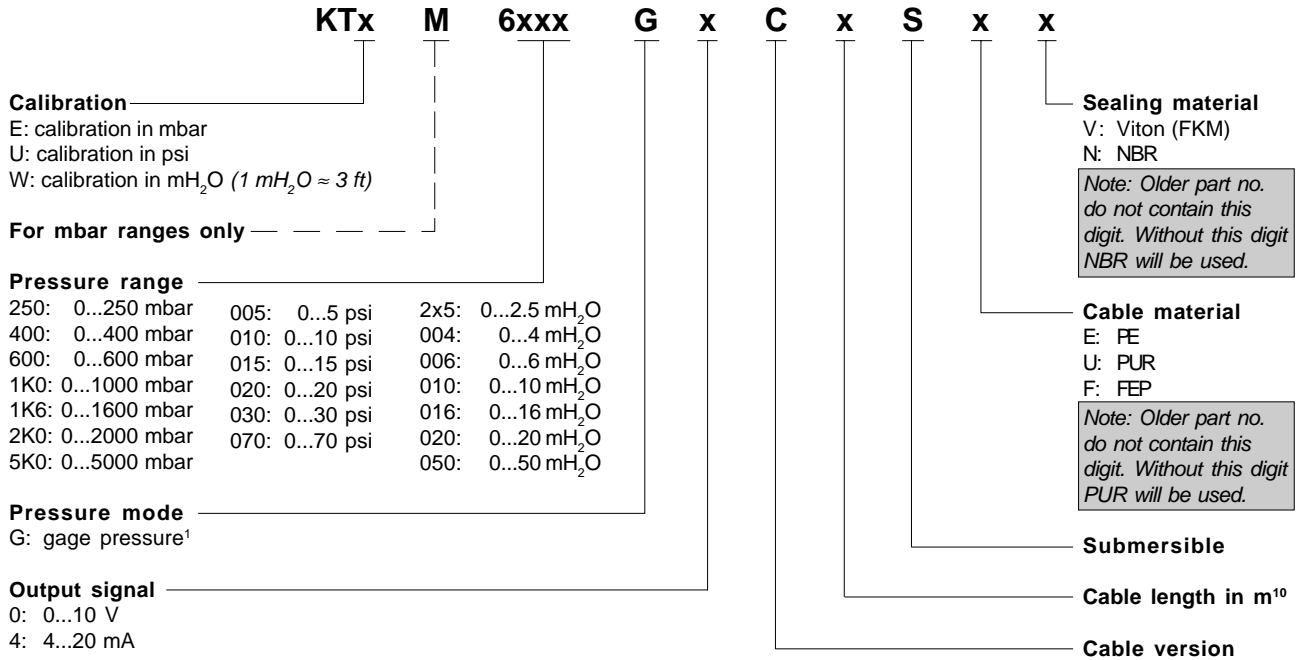 KTx M 6xxx G x C x S x x
Calibration
E: calibration in mbar
U: calibration in psi
W: calibration in mH₂O (1 mH₂O ≈ 3 ft)
For mbar ranges only
Pressure range
250: 0...250 mbar
400: 0...400 mbar
600: 0...600 mbar
1K0: 0...1000 mbar
1K6: 0...1600 mbar
2K0: 0...2000 mbar
5K0: 0...5000 mbar
005: 0...5 psi
010: 0...10 psi
015: 0...15 psi
020: 0...20 psi
030: 0...30 psi
070: 0...70 psi
2x5: 0...2.5 mH₂O
004: 0...4 mH₂O
006: 0...6 mH₂O
010: 0...10 mH₂O
016: 0...16 mH₂O
020: 0...20 mH₂O
050: 0...50 mH₂O
Pressure mode
G: gage pressure¹
Output signal
0: 0...10 V
4: 4...20 mA
Sealing material
V: Viton (FKM)
N: NBR
Note: Older part no.
do not contain this
digit. Without this digit
NBR will be used.
Cable material
E: PE
U: PUR
F: FEP
Note: Older part no.
do not contain this
digit. Without this digit
PUR will be used.
Submersible
Cable length in m¹⁰
Cable version